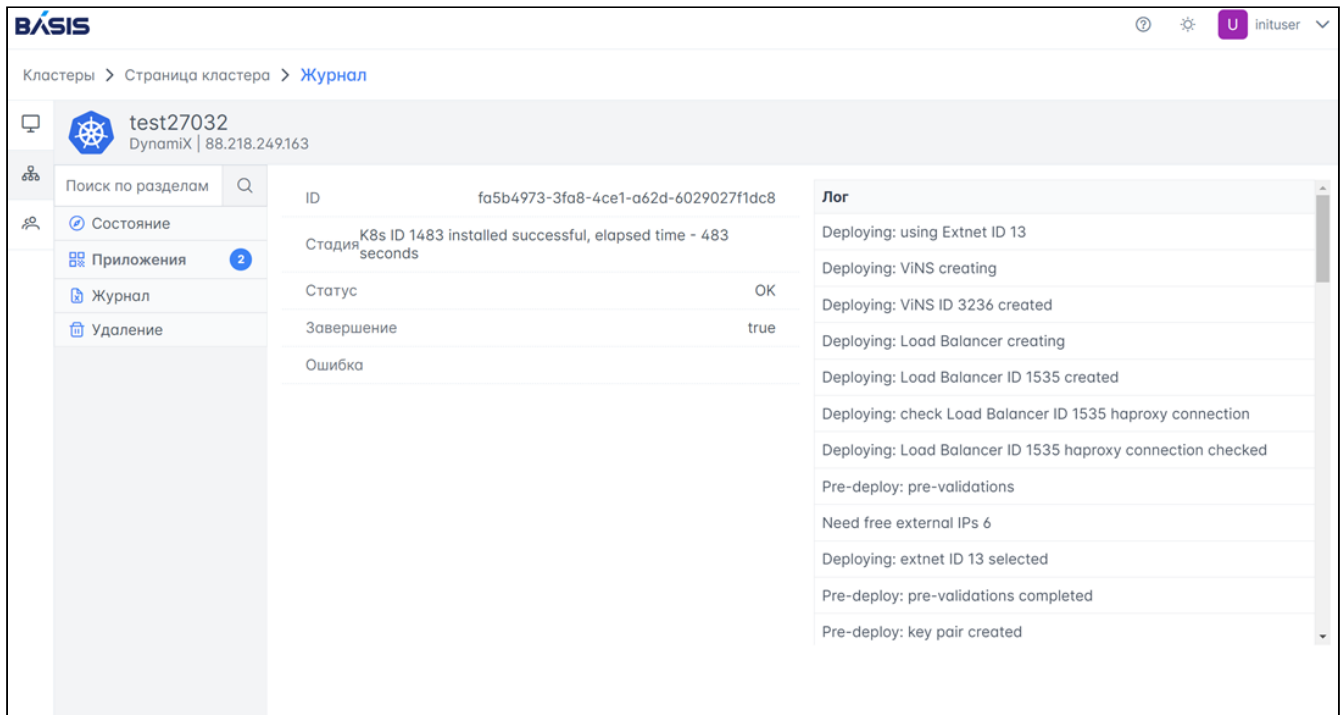 BÁSIS
U inituser
Кластеры > Страница кластера > Журнал
test27032
DynamiX | 88.218.249.163
Поиск по разделам
Состояние
Приложения 2
Журнал
Удаление
ID fa5b4973-3fa8-4ce1-a62d-6029027f1dc8
Стадия K8s ID 1483 installed successful, elapsed time - 483
seconds
Статус OK
Завершение true
Ошибка
Лог
Deploying: using Extnet ID 13
Deploying: ViNS creating
Deploying: ViNS ID 3236 created
Deploying: Load Balancer creating
Deploying: Load Balancer ID 1535 created
Deploying: check Load Balancer ID 1535 haproxy connection
Deploying: Load Balancer ID 1535 haproxy connection checked
Pre-deploy: pre-validations
Need free external IPs 6
Deploying: extnet ID 13 selected
Pre-deploy: pre-validations completed
Pre-deploy: key pair created